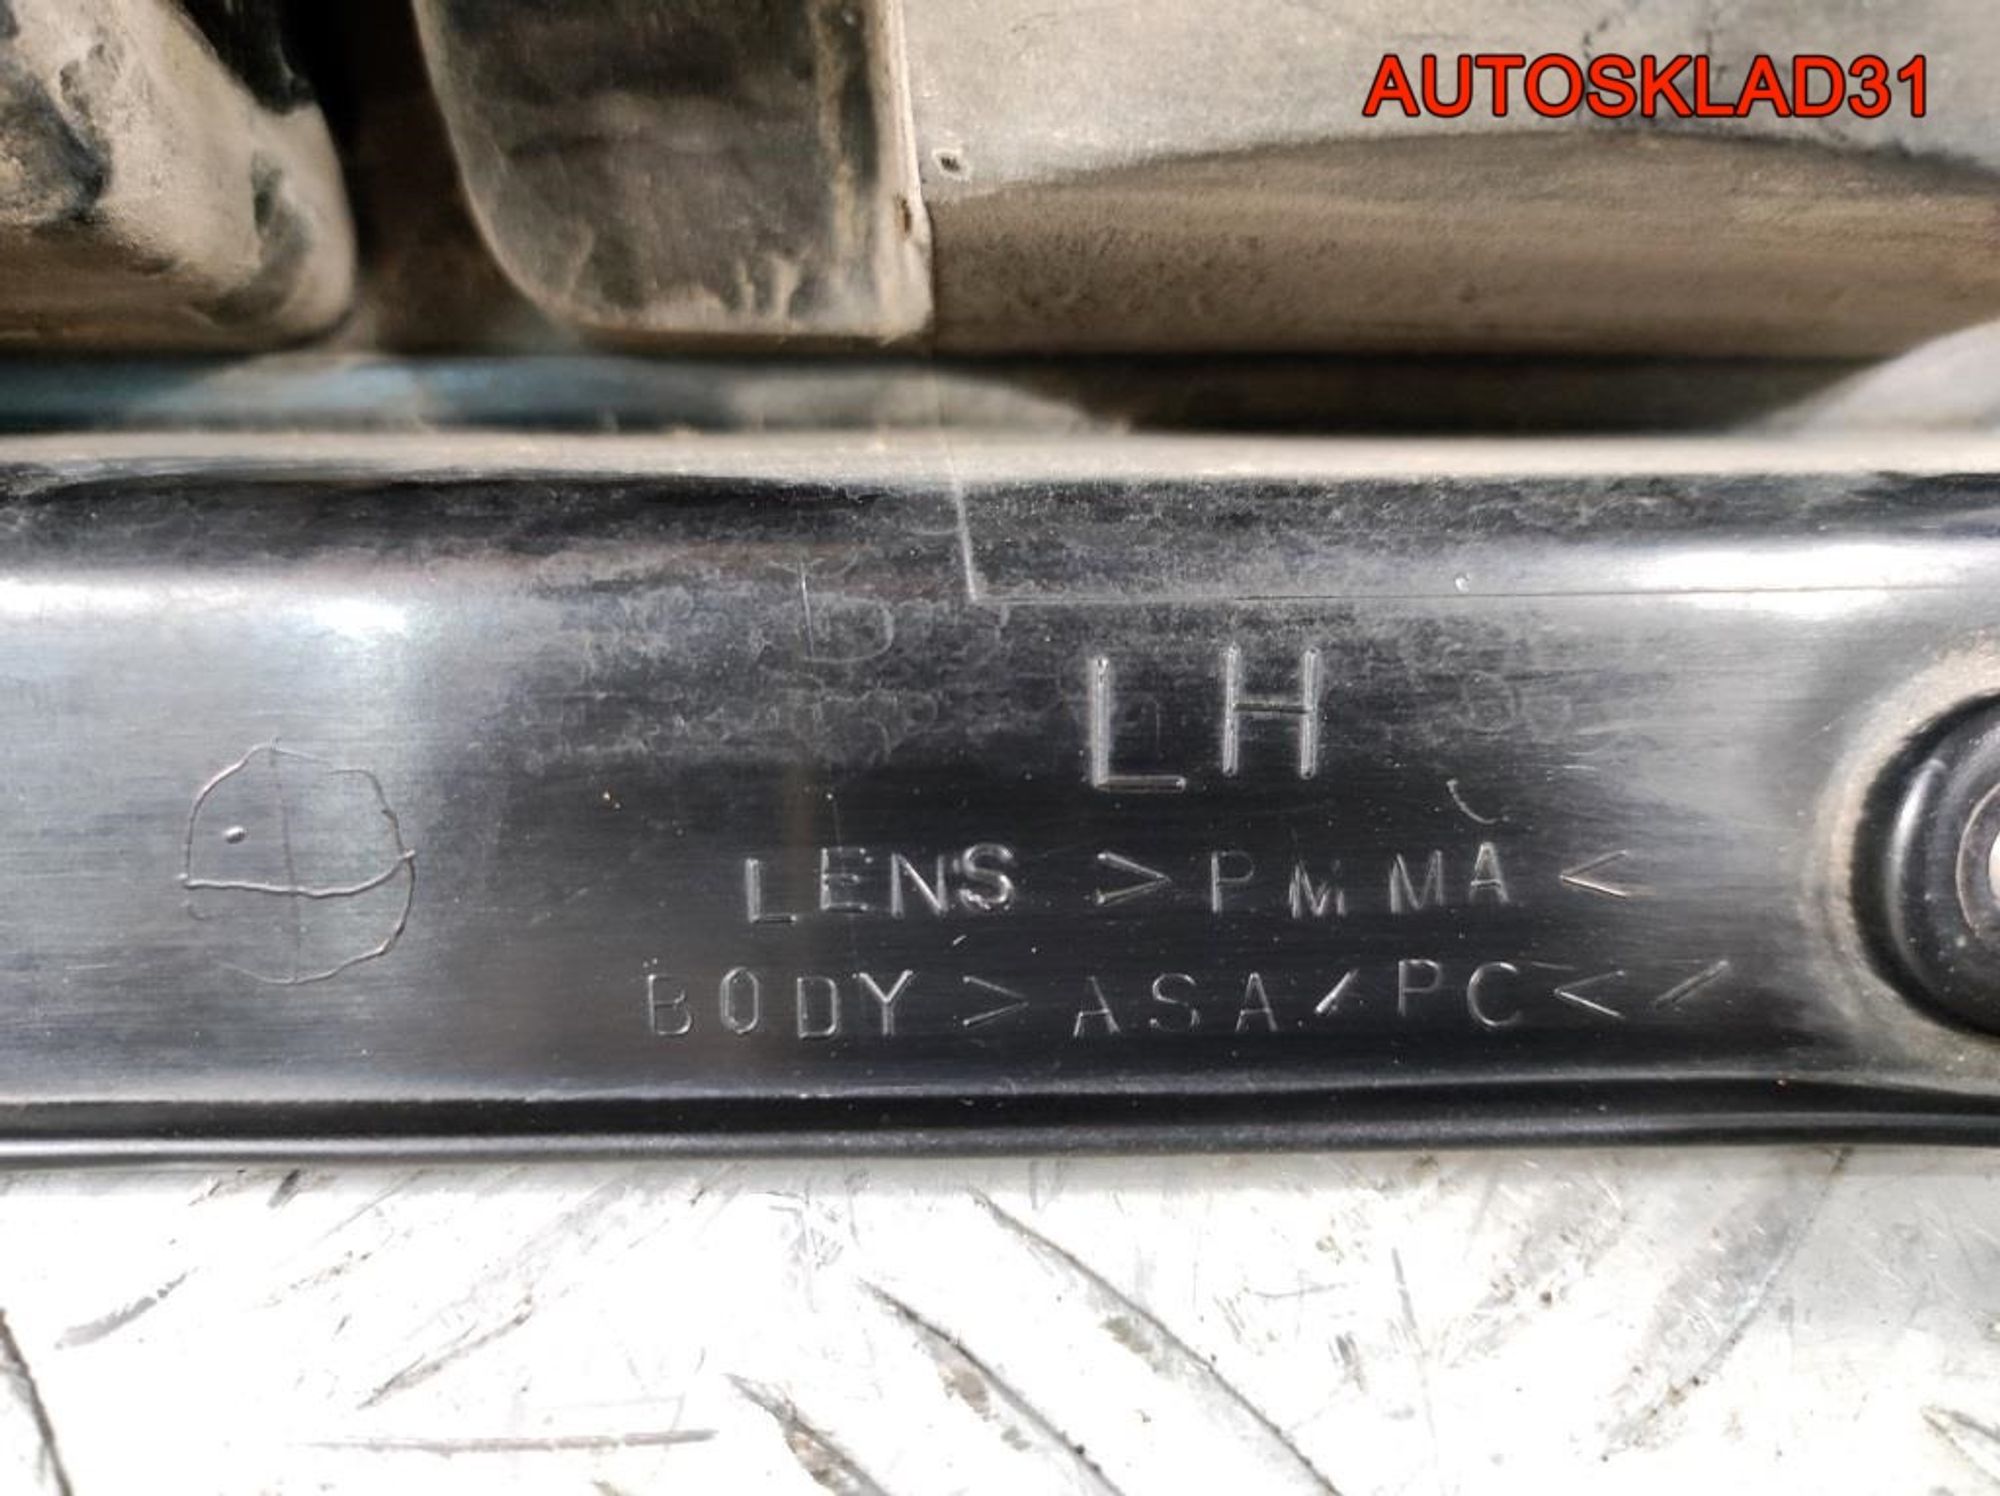 AUTOSKLAD31
LH
LENS >PMMA<
BODY>ASA/PC<